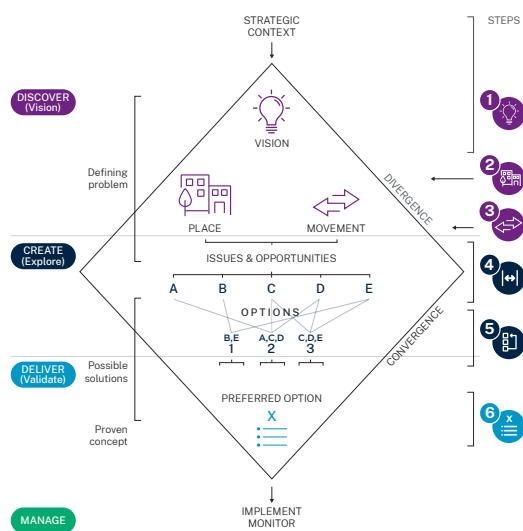 STRATEGIC
CONTEXT
STEPS
DISCOVER
(Vision)
1
VISION
Defining
problem
2
DIVERGENCE
3
PLACE
MOVEMENT
CREATE
(Explore)
ISSUES & OPPORTUNITIES
4
A B C D E
OPTIONS
CONVERGENCE
5
B,E A,C,D C,D,E
1 2 3
DELIVER
(Validate)
Possible
solutions
PREFERRED OPTION
X
6
X
Proven
concept
MANAGE
IMPLEMENT
MONITOR